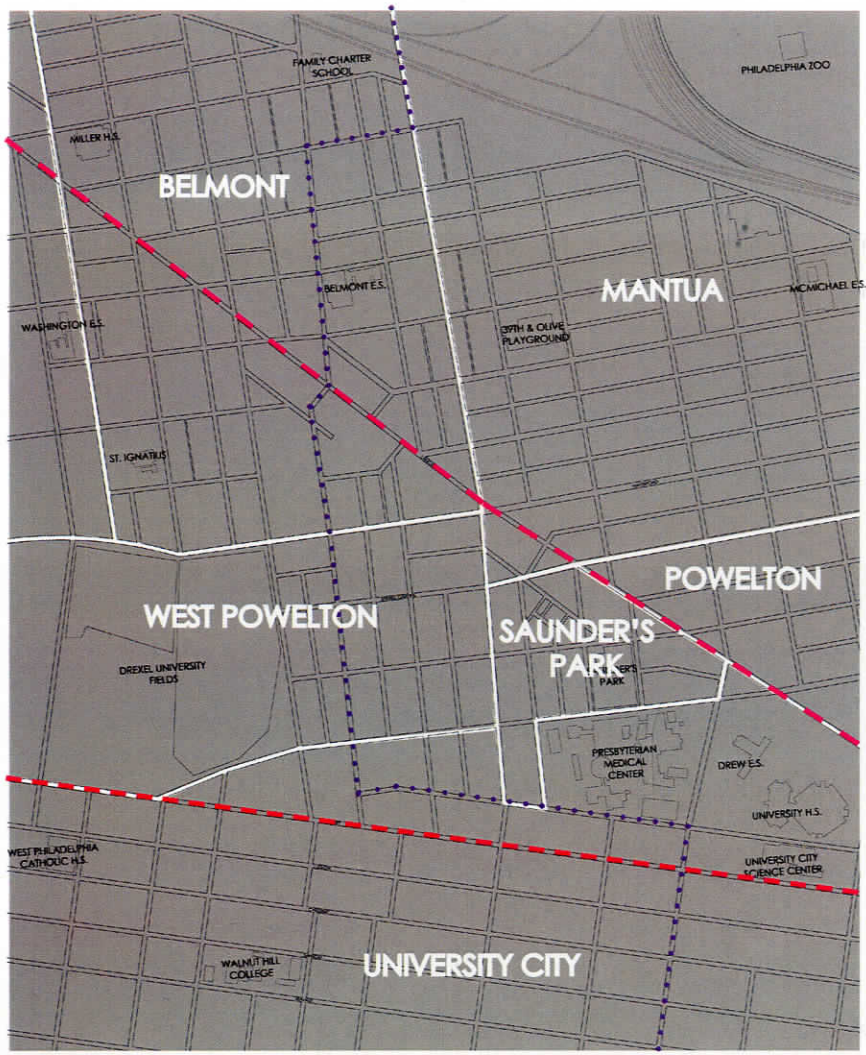 FAMILY CHARTER
SCHOOL
PHILADELPHIA ZOO
MILLER H.S.
BELMONT
BELMONT E.S.
MANTUA
MCMICHAEL E.S.
WASHINGTON E.S.
39TH & OLIVE
PLAYGROUND
ST. IGNATIUS
POWELTON
WEST POWELTON
SAUNDER'S
PARK
DREXEL UNIVERSITY
FIELDS
PARK
PRESBYTERIAN
MEDICAL
CENTER
DREW E.S.
UNIVERSITY H.S.
WEST PHILADELPHIA
CATHOLIC H.S.
UNIVERSITY CITY
SCIENCE CENTER
WALNUT HILL
COLLEGE
UNIVERSITY CITY